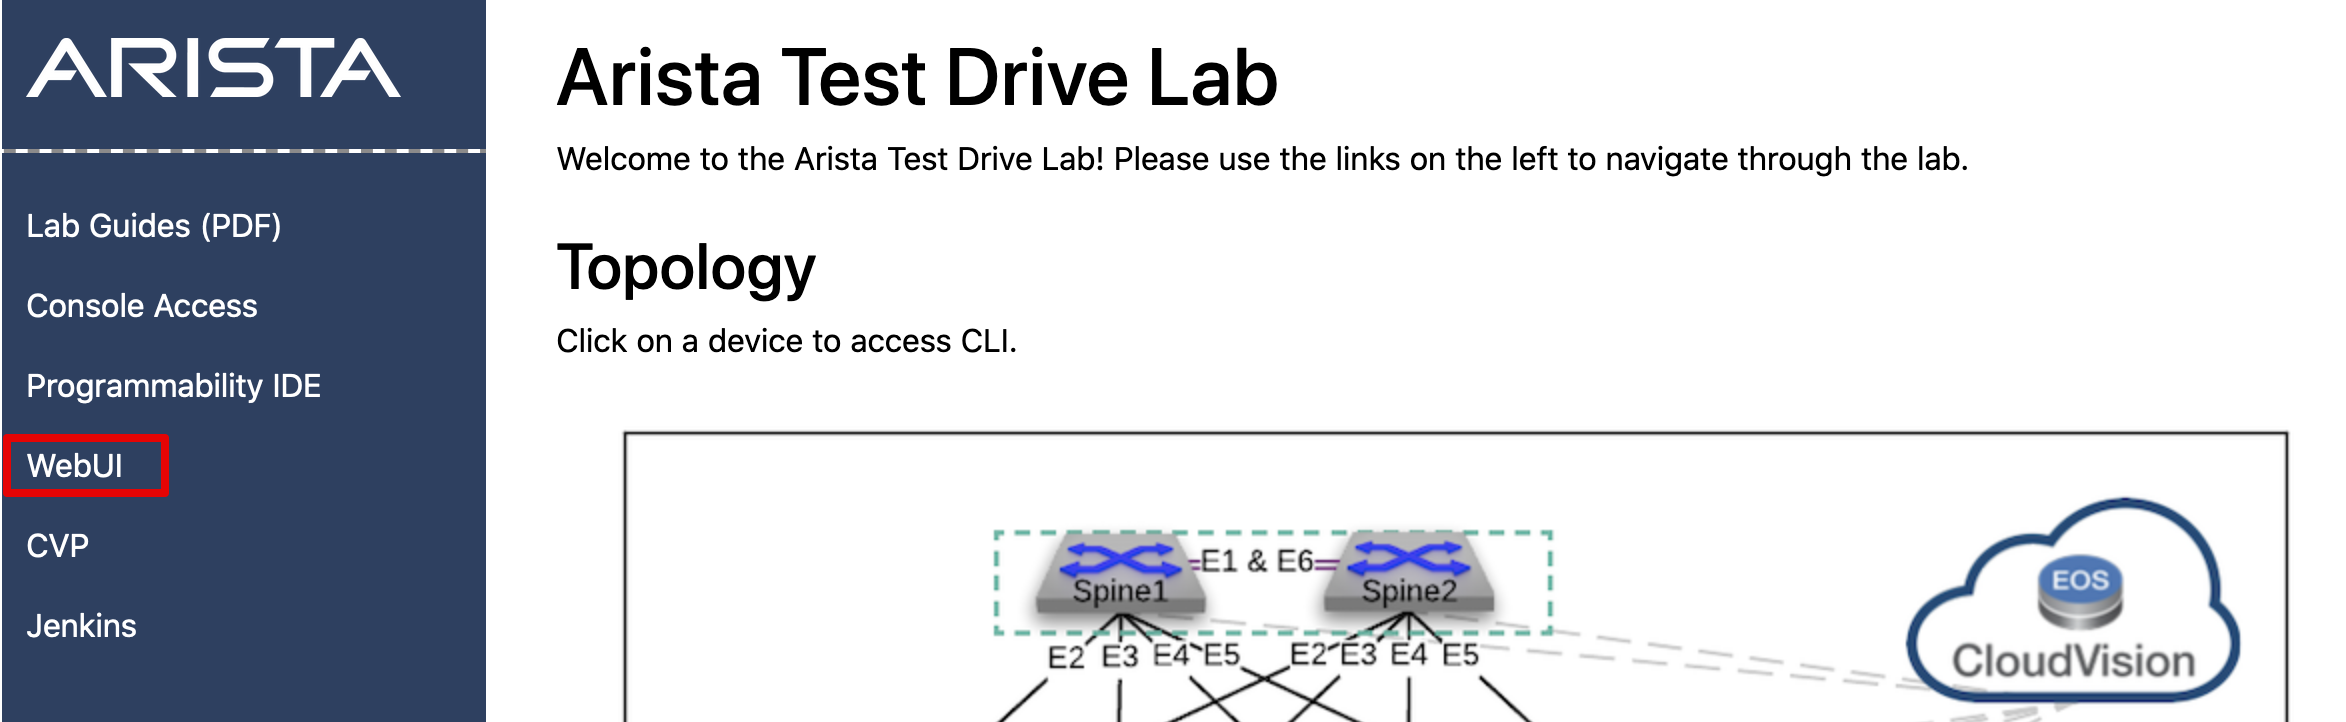 ARISTA
Lab Guides (PDF)
Console Access
Programmability IDE
WebUI
CVP
Jenkins
Arista Test Drive Lab
Welcome to the Arista Test Drive Lab! Please use the links on the left to navigate through the lab.
Topology
Click on a device to access CLI.
E1 & E6
Spine1
Spine2
E2 E3 E4 E5
E2 E3 E4 E5
EOS
CloudVision